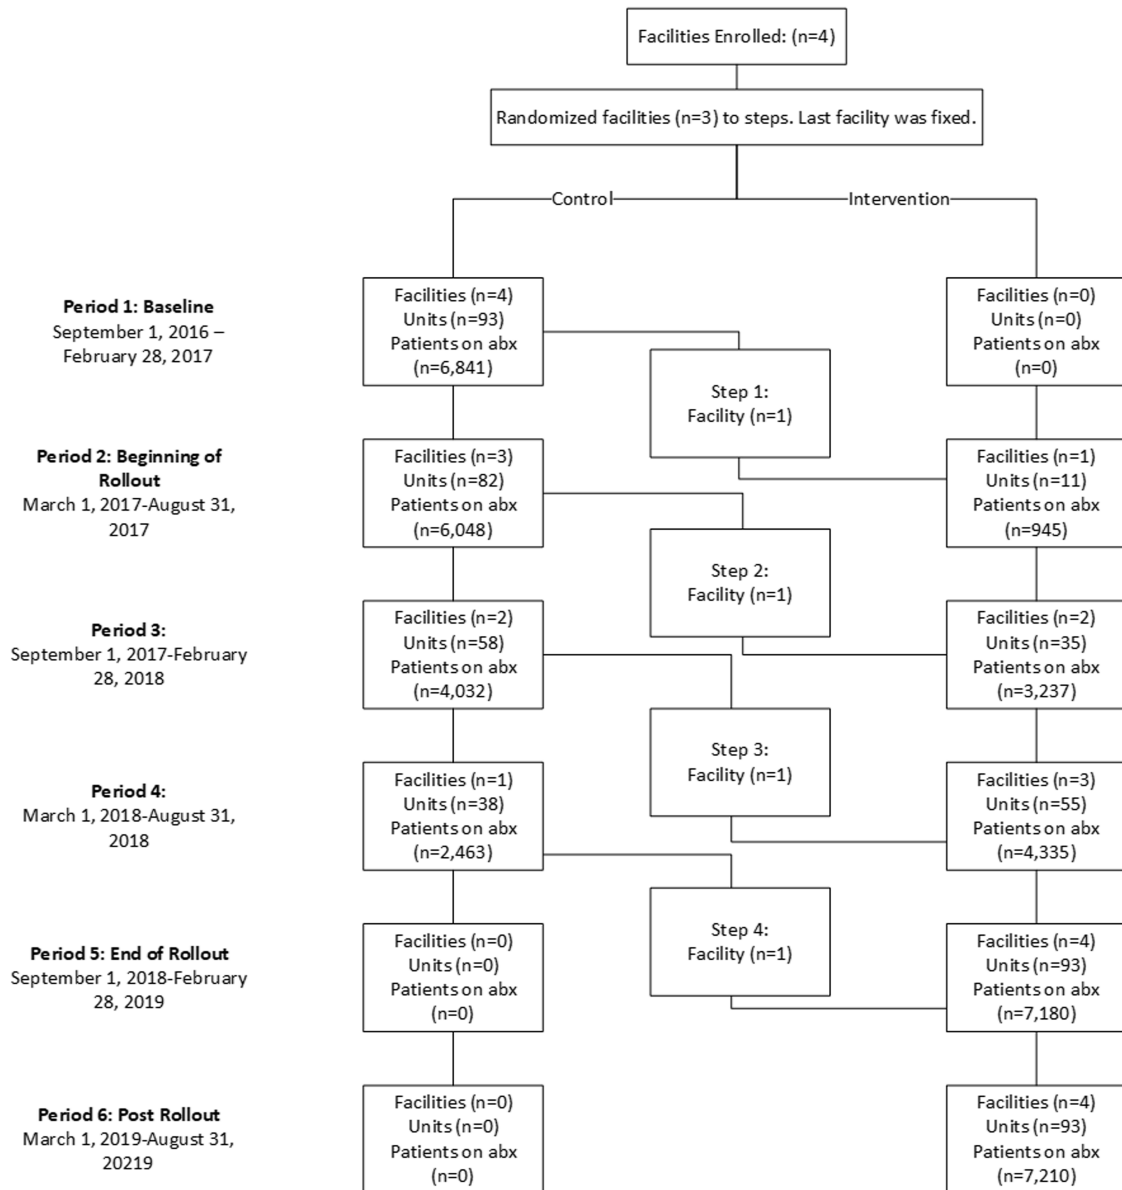 Facilities Enrolled: (n=4)
Randomized facilities (n=3) to steps. Last facility was fixed.
Control
Intervention
Period 1: Baseline
September 1, 2016 –
February 28, 2017
Facilities (n=4)
Units (n=93)
Patients on abx
(n=6,841)
Facilities (n=0)
Units (n=0)
Patients on abx
(n=0)
Step 1:
Facility (n=1)
Period 2: Beginning of
Rollout
March 1, 2017-August 31,
2017
Facilities (n=3)
Units (n=82)
Patients on abx
(n=6,048)
Facilities (n=1)
Units (n=11)
Patients on abx
(n=945)
Step 2:
Facility (n=1)
Period 3:
September 1, 2017-February
28, 2018
Facilities (n=2)
Units (n=58)
Patients on abx
(n=4,032)
Facilities (n=2)
Units (n=35)
Patients on abx
(n=3,237)
Step 3:
Facility (n=1)
Period 4:
March 1, 2018-August 31,
2018
Facilities (n=1)
Units (n=38)
Patients on abx
(n=2,463)
Facilities (n=3)
Units (n=55)
Patients on abx
(n=4,335)
Step 4:
Facility (n=1)
Period 5: End of Rollout
September 1, 2018-February
28, 2019
Facilities (n=0)
Units (n=0)
Patients on abx
(n=0)
Facilities (n=4)
Units (n=93)
Patients on abx
(n=7,180)
Period 6: Post Rollout
March 1, 2019-August 31,
20219
Facilities (n=0)
Units (n=0)
Patients on abx
(n=0)
Facilities (n=4)
Units (n=93)
Patients on abx
(n=7,210)